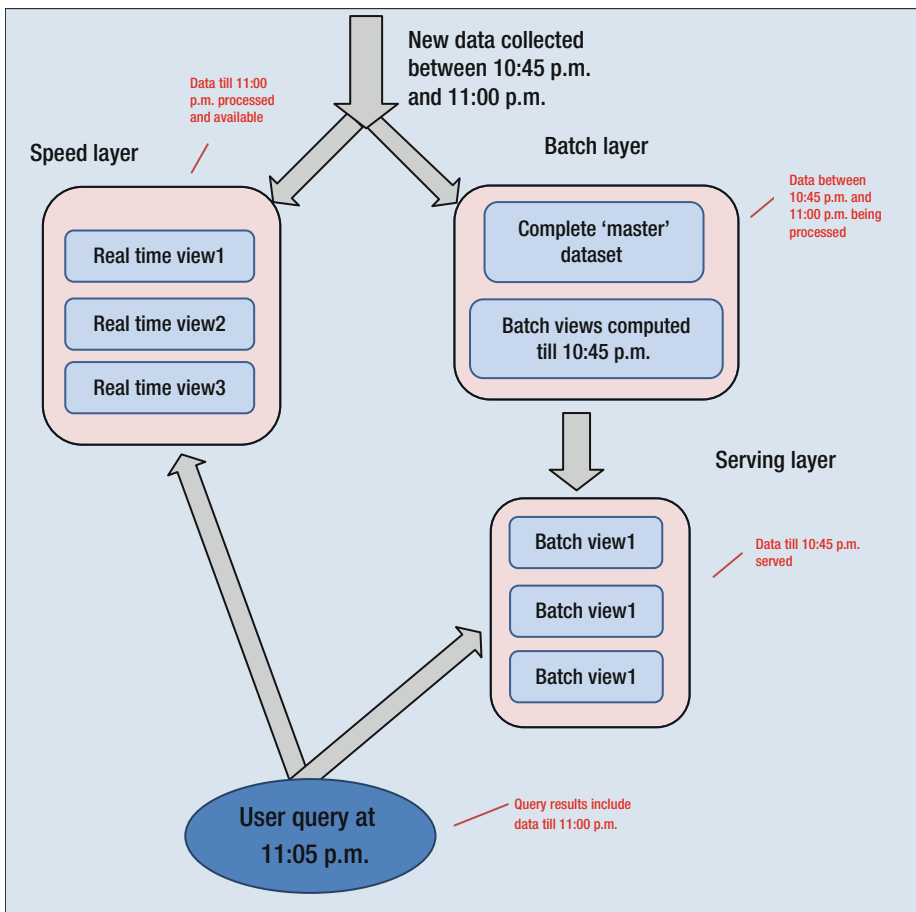 New data collected
between 10:45 p.m.
and 11:00 p.m.
Data till 11:00
p.m. processed
and available
Speed layer
Real time view1
Real time view2
Real time view3
Batch layer
Complete ‘master’
dataset
Batch views computed
till 10:45 p.m.
Data between
10:45 p.m. and
11:00 p.m. being
processed
Serving layer
Batch view1
Batch view1
Batch view1
Data till 10:45 p.m.
served
User query at
11:05 p.m.
Query results include
data till 11:00 p.m.